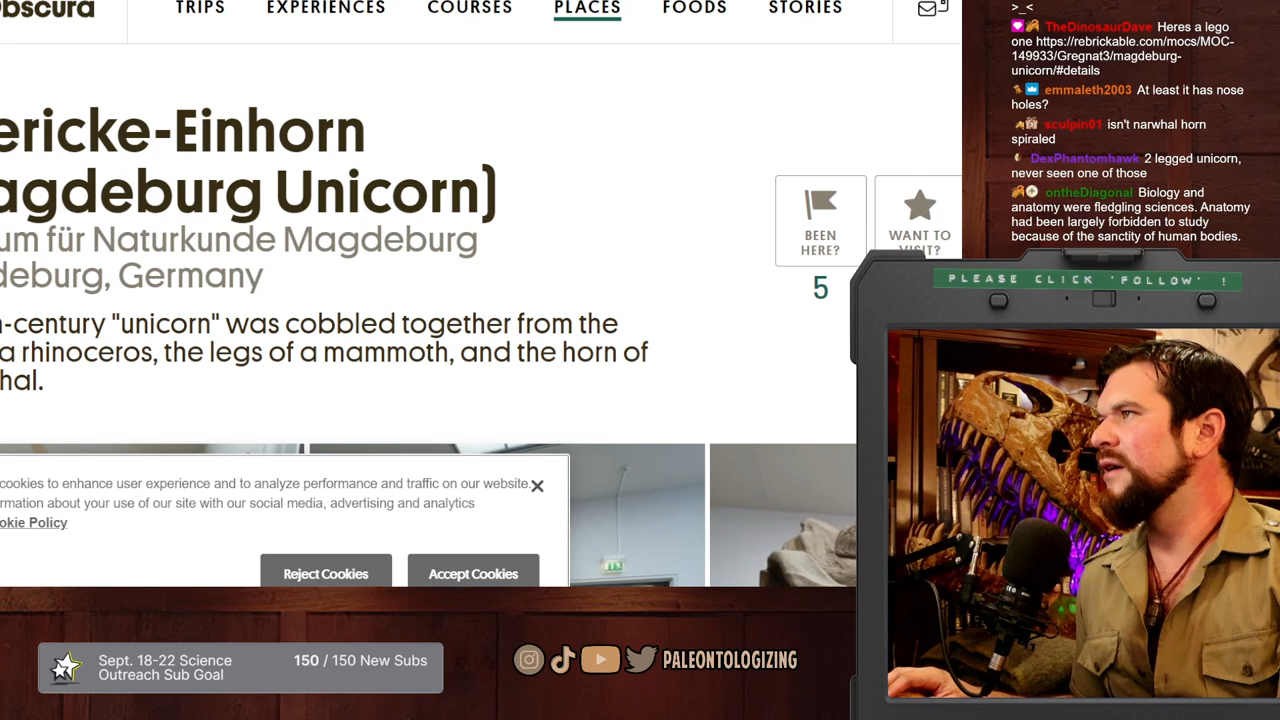 Obscura
TRIPS
EXPERIENCES
COURSES
PLACES
FOODS
STORIES
ericke-Einhorn
agdeburg Unicorn)
um für Naturkunde Magdeburg
deburg, Germany
-century "unicorn" was cobbled together from the
a rhinoceros, the legs of a mammoth, and the horn of
hal.
BEEN
HERE?
5
WANT TO
VISIT?
cookies to enhance user experience and to analyze performance and traffic on our website.
rmation about your use of our site with our social media, advertising and analytics
okie Policy
Reject Cookies
Accept Cookies
>_<
TheDinosaurDave Heres a lego
one https://rebrickable.com/mocs/MOC-
149933/Gregnat3/magdeburg-
unicorn/#details
emmaleth2003 At least it has nose
holes?
sculpin01 isn't narwhal horn
spiraled
DexPhantomhawk 2 legged unicorn,
never seen one of those
ontheDiagonal Biology and
anatomy were fledgling sciences. Anatomy
had been largely forbidden to study
because of the sanctity of human bodies.
PLEASE CLICK 'FOLLOW' !
Sept. 18-22 Science
Outreach Sub Goal
150 / 150 New Subs
PALEONTOLOGIZING